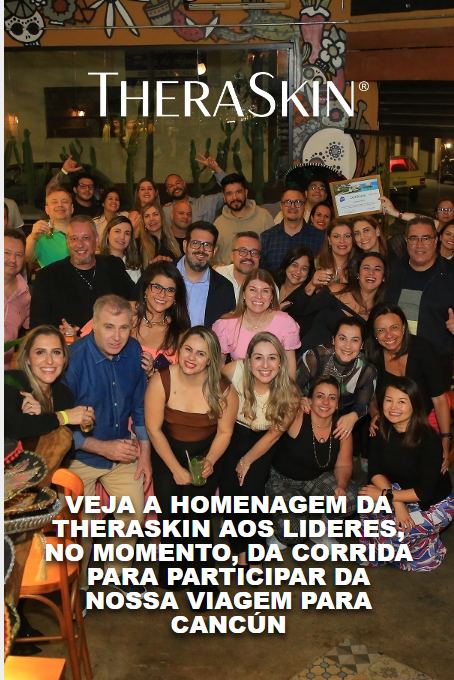 THERASKIN®
VEJA A HOMENAGEM DA
THERASKIN AOS LIDERES,
NO MOMENTO, DA CORRIDA
PARA PARTICIPAR DA
NOSSA VIAGEM PARA
CANCÚN